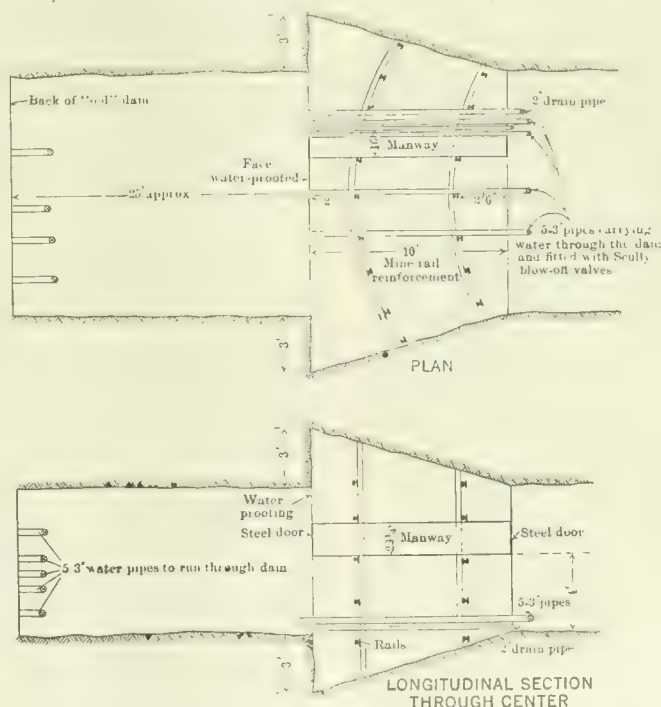 3'
Back of "old" dam
2" drain pipe
Manway
Face
water-proofed
25' approx
2'
2'6"
5-3" pipes carrying
water through the dam
and fitted with Scully
blow-off valves
10'
Mine rail
reinforcement
3'
PLAN
3'
Water
proofing
Steel door
Manway
Steel door
5-3" water pipes to run through dam
5-3" pipes
Rails
2" drain pipe
3'
LONGITUDINAL SECTION
THROUGH CENTER